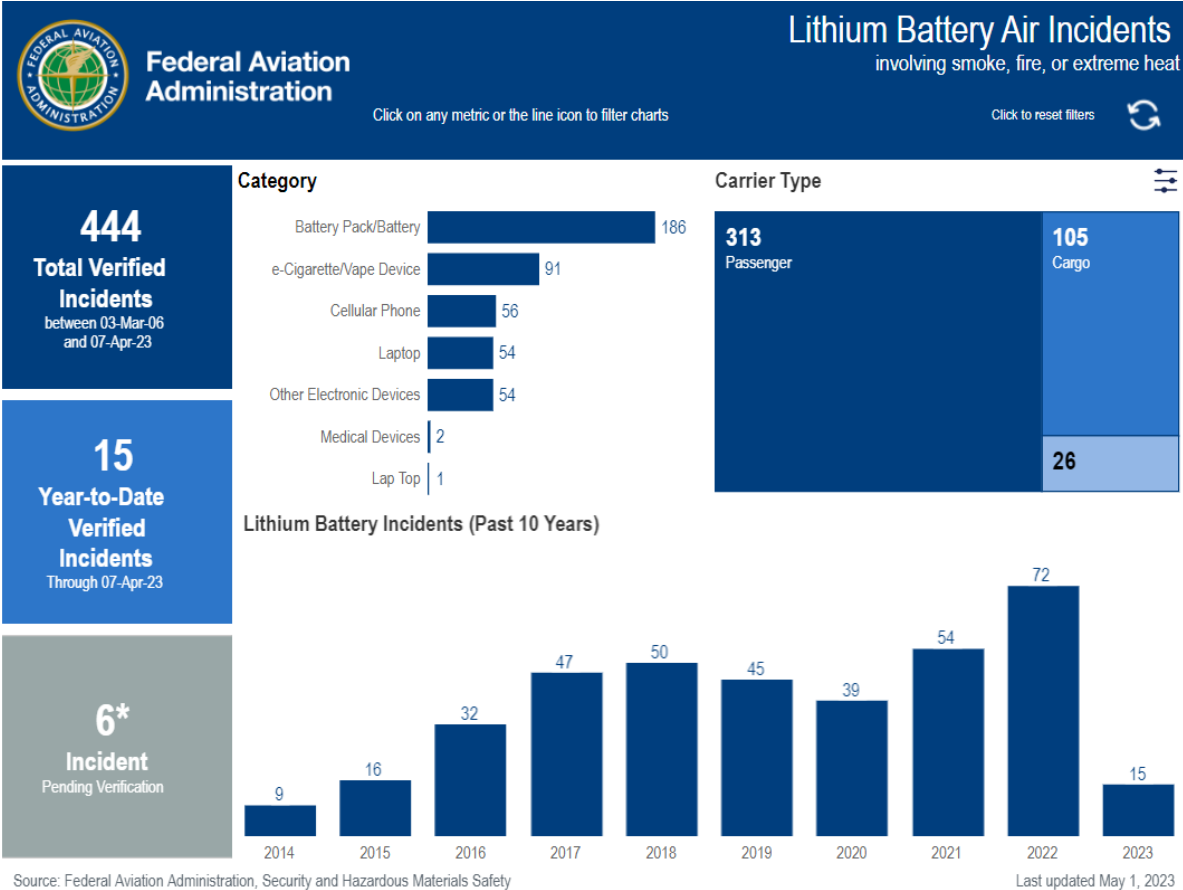 FEDERAL AVIATION
ADMINISTRATION
Federal Aviation
Administration
Lithium Battery Air Incidents
involving smoke, fire, or extreme heat
Click on any metric or the line icon to filter charts
Click to reset filters
444
Total Verified
Incidents
between 03-Mar-06
and 07-Apr-23
15
Year-to-Date
Verified
Incidents
Through 07-Apr-23
6*
Incident
Pending Verification
Category
Battery Pack/Battery 186
e-Cigarette/Vape Device 91
Cellular Phone 56
Laptop 54
Other Electronic Devices 54
Medical Devices 2
Lap Top 1
Carrier Type
313
Passenger
105
Cargo
26
Lithium Battery Incidents (Past 10 Years)
9 16 32 47 50 45 39 54 72 15
2014 2015 2016 2017 2018 2019 2020 2021 2022 2023
Source: Federal Aviation Administration, Security and Hazardous Materials Safety
Last updated May 1, 2023